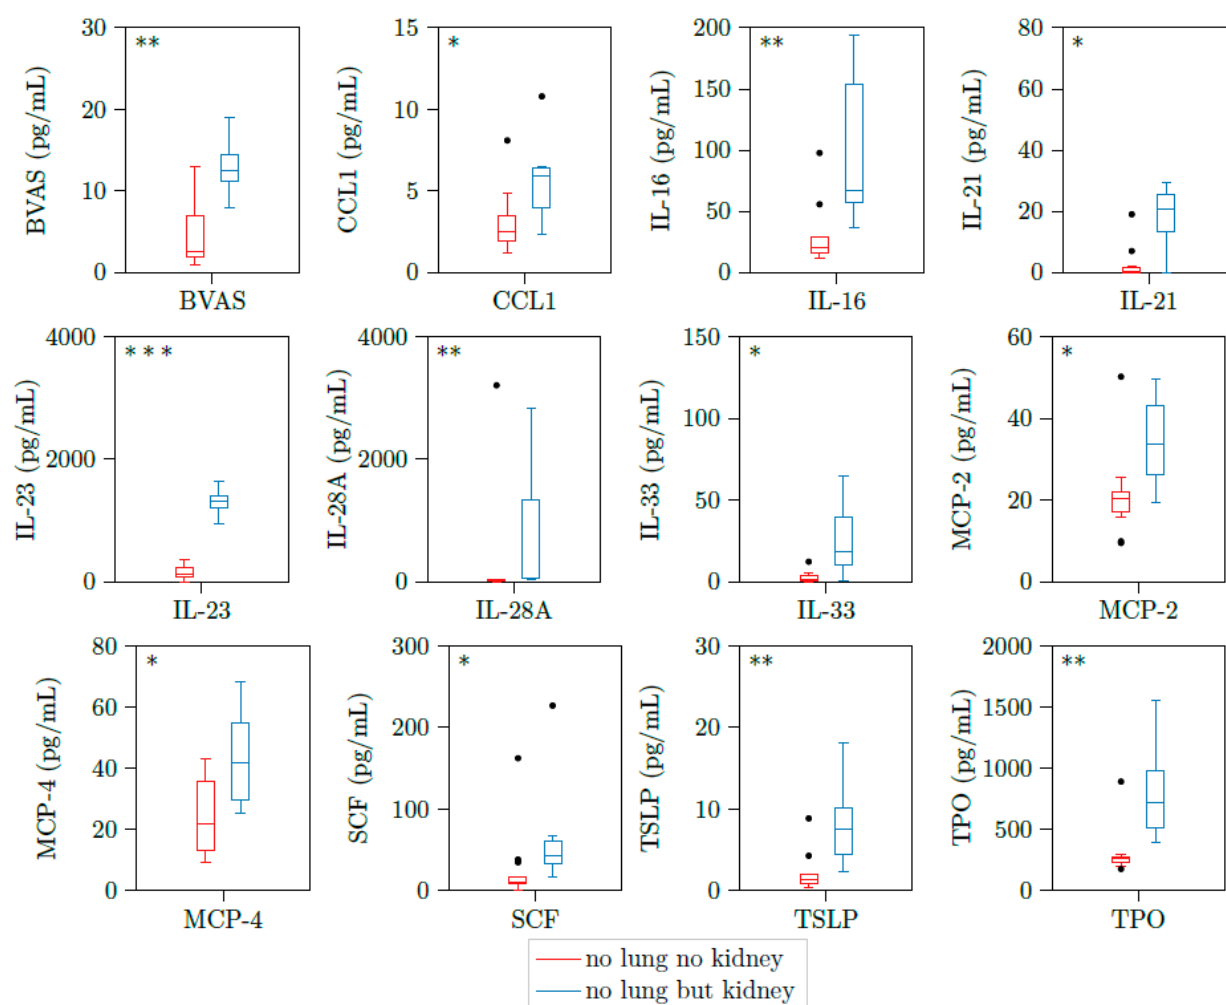 30
20
10
0
BVAS (pg/mL)
**
BVAS
15
10
5
0
CCL1 (pg/mL)
*
CCL1
200
150
100
50
0
IL-16 (pg/mL)
**
IL-16
80
60
40
20
0
IL-21 (pg/mL)
*
IL-21
4000
2000
0
IL-23 (pg/mL)
***
IL-23
4000
2000
0
IL-28A (pg/mL)
**
IL-28A
150
100
50
0
IL-33 (pg/mL)
*
IL-33
60
40
20
0
MCP-2 (pg/mL)
*
MCP-2
80
60
40
20
0
MCP-4 (pg/mL)
*
MCP-4
300
200
100
0
SCF (pg/mL)
*
SCF
30
20
10
0
TSLP (pg/mL)
**
TSLP
2000
1500
1000
500
0
TPO (pg/mL)
**
TPO
no lung no kidney
no lung but kidney